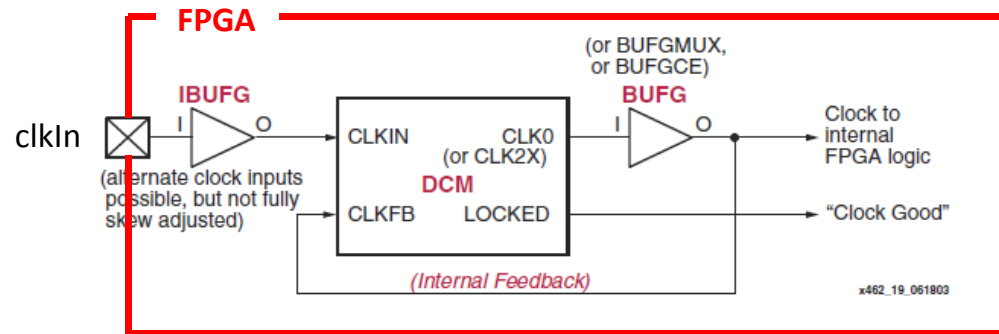 FPGA
(or BUFGMUX,
or BUFGCE)
IBUFG
BUFG
clkIn
I
O
CLKIN
CLK0
(or CLK2X)
I
O
Clock to
internal
FPGA logic
(alternate clock inputs
possible, but not fully
skew adjusted)
DCM
CLKFB
LOCKED
“Clock Good”
(Internal Feedback)
x462_19_061803